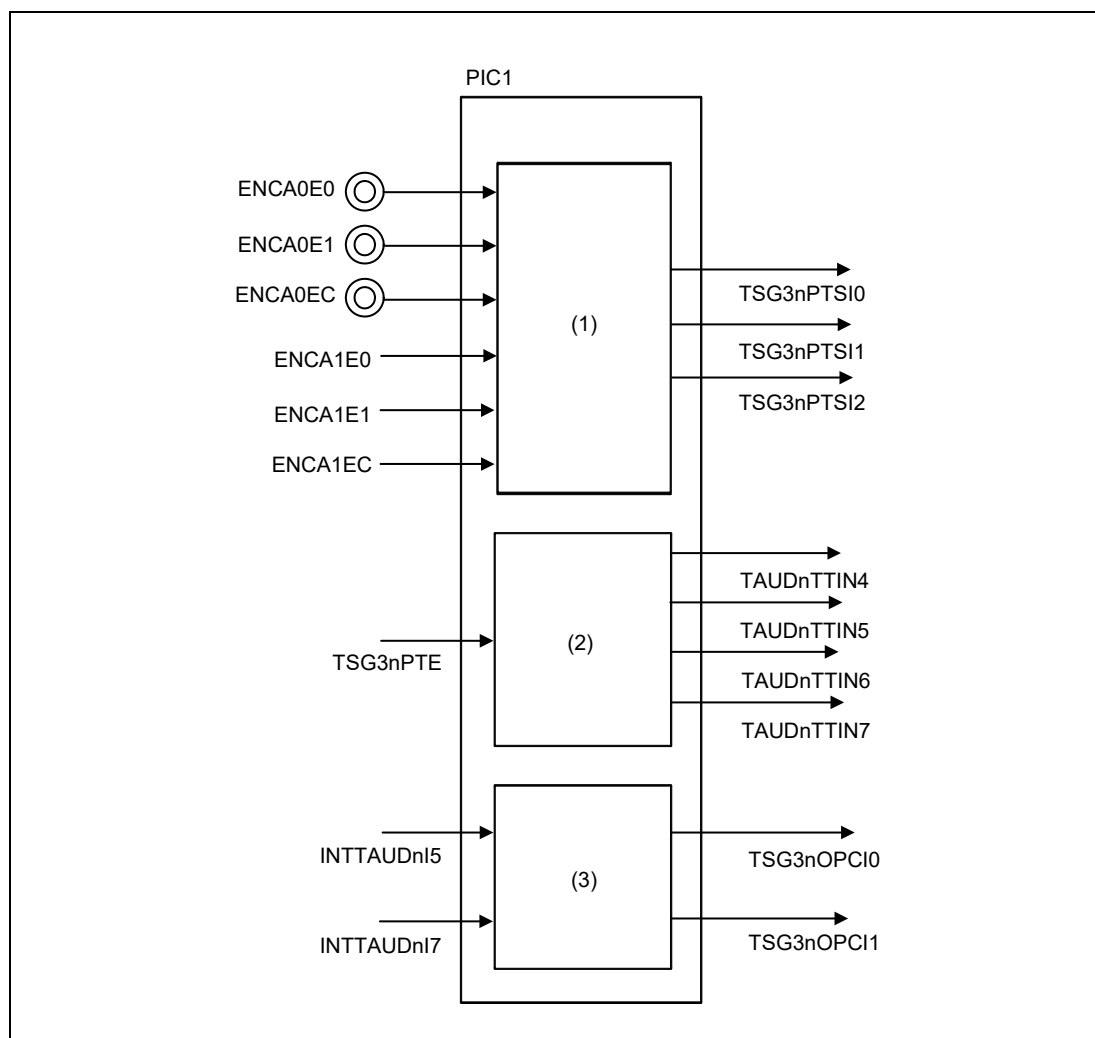 PIC1
ENCA0E0
ENCA0E1
ENCA0EC
ENCA1E0
ENCA1E1
ENCA1EC
(1)
TSG3nPTSI0
TSG3nPTSI1
TSG3nPTSI2
TSG3nPTE
(2)
TAUDnTTIN4
TAUDnTTIN5
TAUDnTTIN6
TAUDnTTIN7
INTTAUDnI5
INTTAUDnI7
(3)
TSG3nOPCI0
TSG3nOPCI1